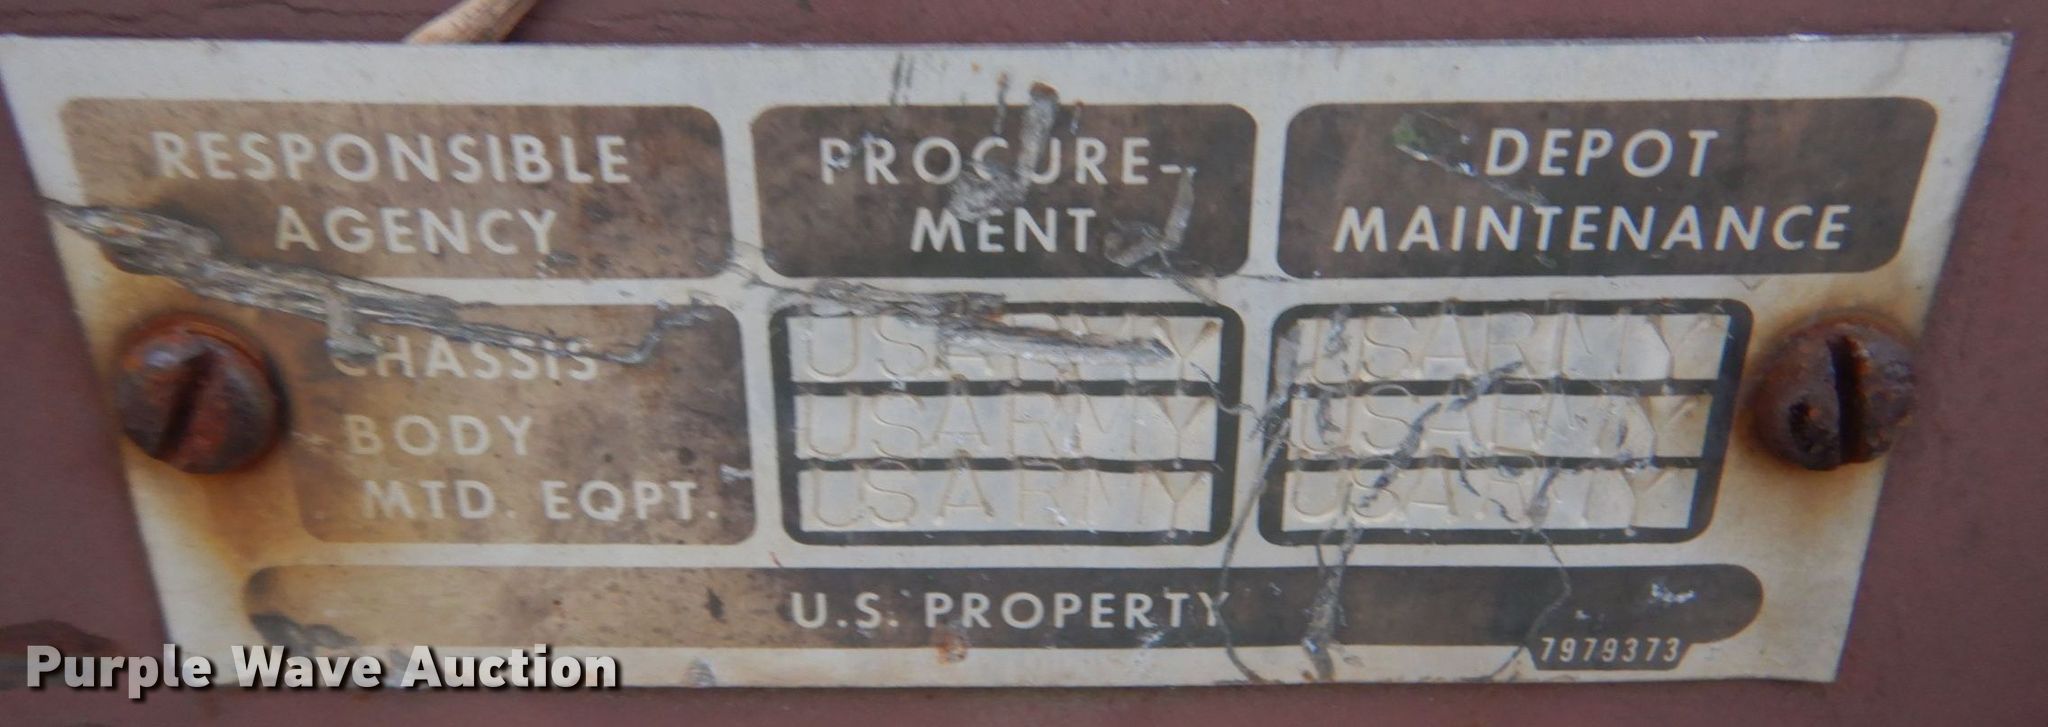 RESPONSIBLE
AGENCY
PROCURE-
MENT
DEPOT
MAINTENANCE
CHASSIS
USARMY
USARMY
BODY
USARMY
USARMY
MTD. EQPT.
USARMY
USARMY
U.S. PROPERTY
7979373
Purple Wave Auction